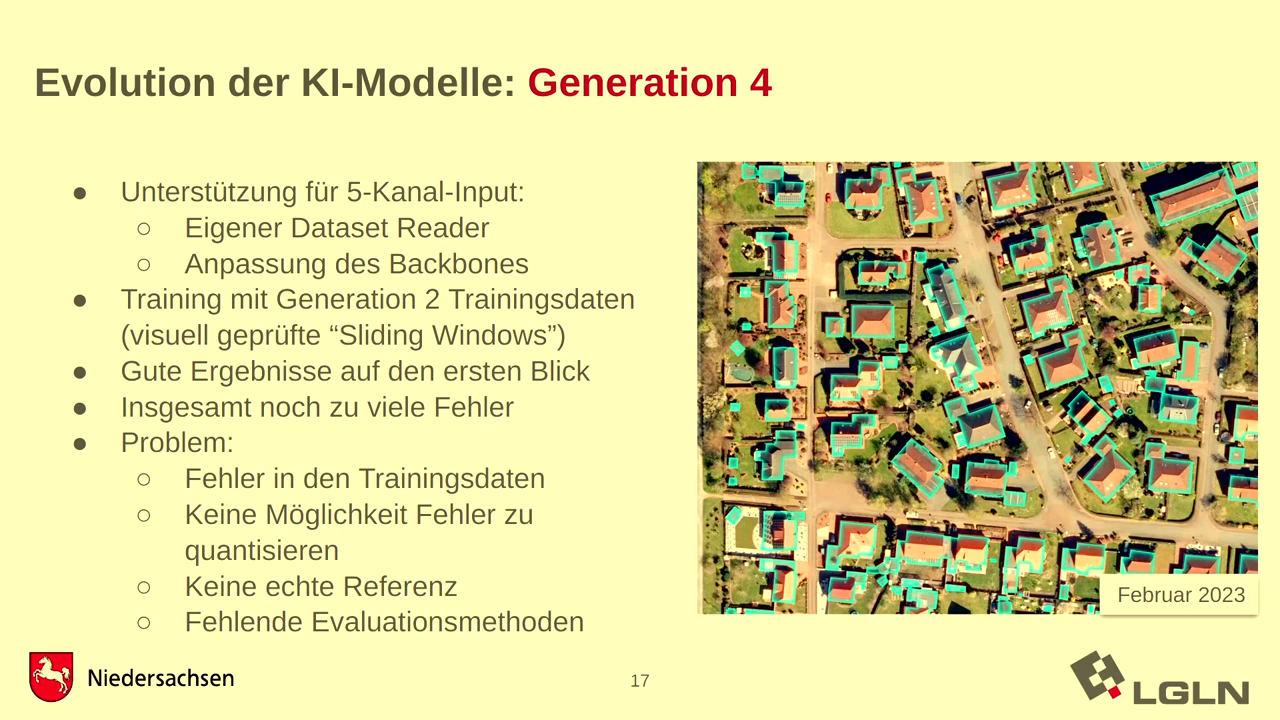 Evolution der KI-Modelle: Generation 4
● Unterstützung für 5-Kanal-Input:
○ Eigener Dataset Reader
○ Anpassung des Backbones
● Training mit Generation 2 Trainingsdaten
(visuell geprüfte “Sliding Windows”)
● Gute Ergebnisse auf den ersten Blick
● Insgesamt noch zu viele Fehler
● Problem:
○ Fehler in den Trainingsdaten
○ Keine Möglichkeit Fehler zu
quantisieren
○ Keine echte Referenz
○ Fehlende Evaluationsmethoden
Februar 2023
Niedersachsen
17
LGLN